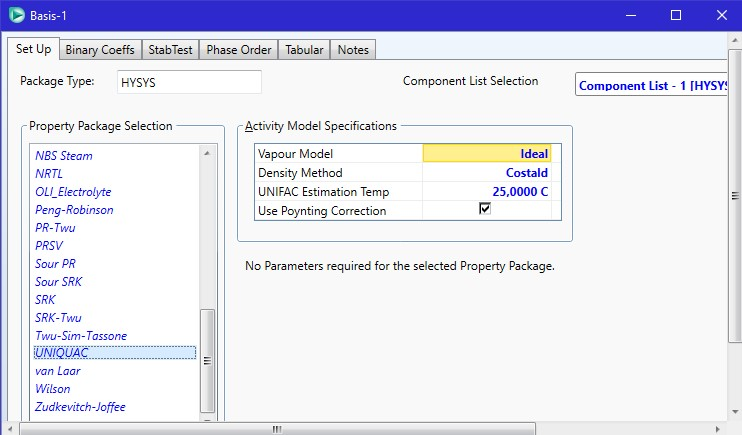 Basis-1
Set Up Binary Coeffs StabTest Phase Order Tabular Notes
Package Type: HYSYS Component List Selection Component List - 1 [HYSYS
Property Package Selection
NBS Steam
NRTL
OLI_Electrolyte
Peng-Robinson
PR-Twu
PRSV
Sour PR
Sour SRK
SRK
SRK-Twu
Twu-Sim-Tassone
UNIQUAC
van Laar
Wilson
Zudkevitch-Joffee
Activity Model Specifications
Vapour Model Ideal
Density Method Costald
UNIFAC Estimation Temp 25,0000 C
Use Poynting Correction
No Parameters required for the selected Property Package.